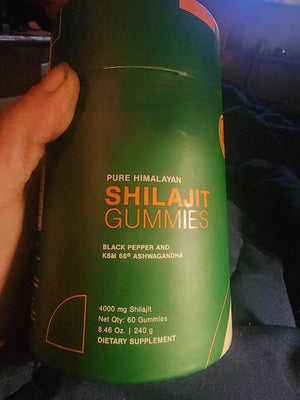 PURE HIMALAYAN
SHILAJIT
GUMMIES
BLACK PEPPER AND
KSM 66® ASHWAGANDHA
4000 mg Shilajit
Net Qty: 60 Gummies
8.46 Oz. | 240 g
DIETARY SUPPLEMENT